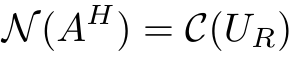 𝒩(A^H) = 𝒞(U_R)